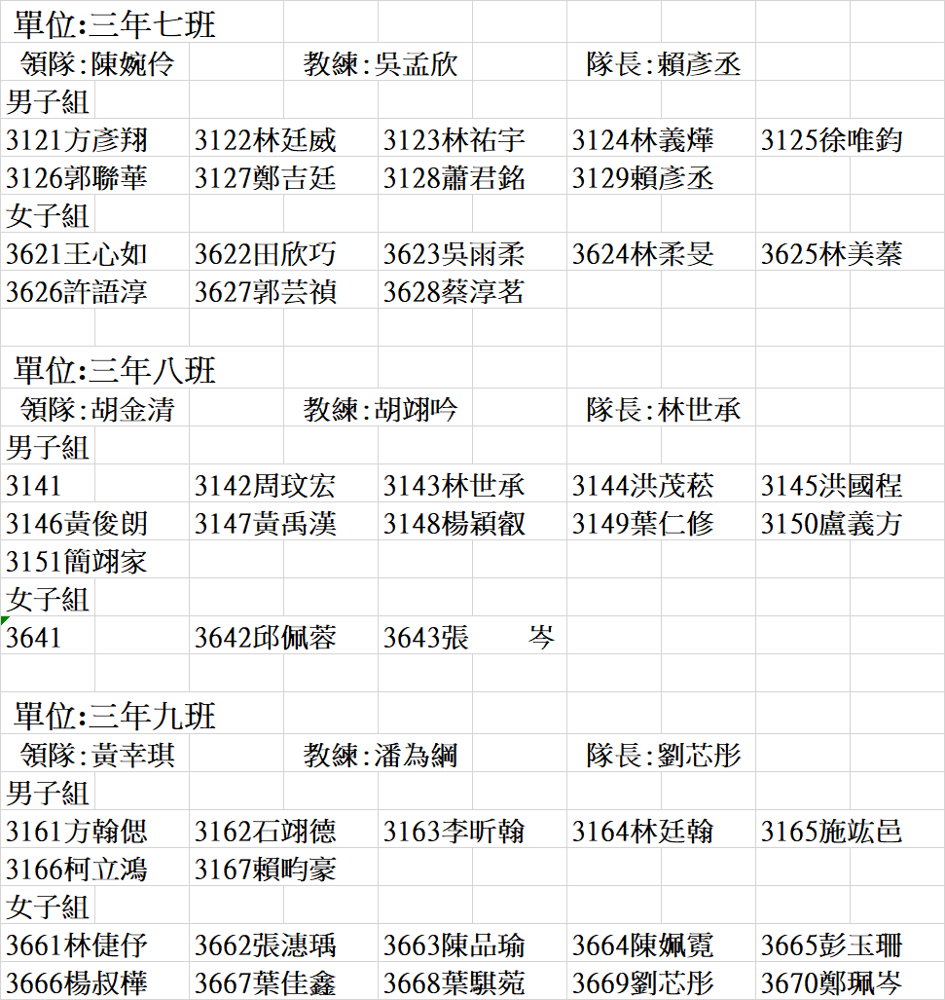 單位:三年七班
領隊:陳婉伶 教練:吳孟欣 隊長:賴彥丞
男子組
3121方彥翔 3122林廷威 3123林祐宇 3124林義燁 3125徐唯鈞
3126郭聯華 3127鄭吉廷 3128蕭君銘 3129賴彥丞
女子組
3621王心如 3622田欣巧 3623吳雨柔 3624林柔旻 3625林美蓁
3626許語淳 3627郭芸禎 3628蔡淳茗
單位:三年八班
領隊:胡金清 教練:胡翊吟 隊長:林世承
男子組
3141 3142周玟宏 3143林世承 3144洪茂菘 3145洪國程
3146黃俊朗 3147黃禹漢 3148楊穎叡 3149葉仁修 3150盧義方
3151簡翊家
女子組
3641 3642邱佩蓉 3643張 岑
單位:三年九班
領隊:黃幸琪 教練:潘為綱 隊長:劉芯彤
男子組
3161方翰偲 3162石翊德 3163李昕翰 3164林廷翰 3165施竑邑
3166柯立鴻 3167賴畇豪
女子組
3661林倢伃 3662張漶瑀 3663陳品瑜 3664陳姵霓 3665彭玉珊
3666楊叔樺 3667葉佳鑫 3668葉騏菀 3669劉芯彤 3670鄭珮岑